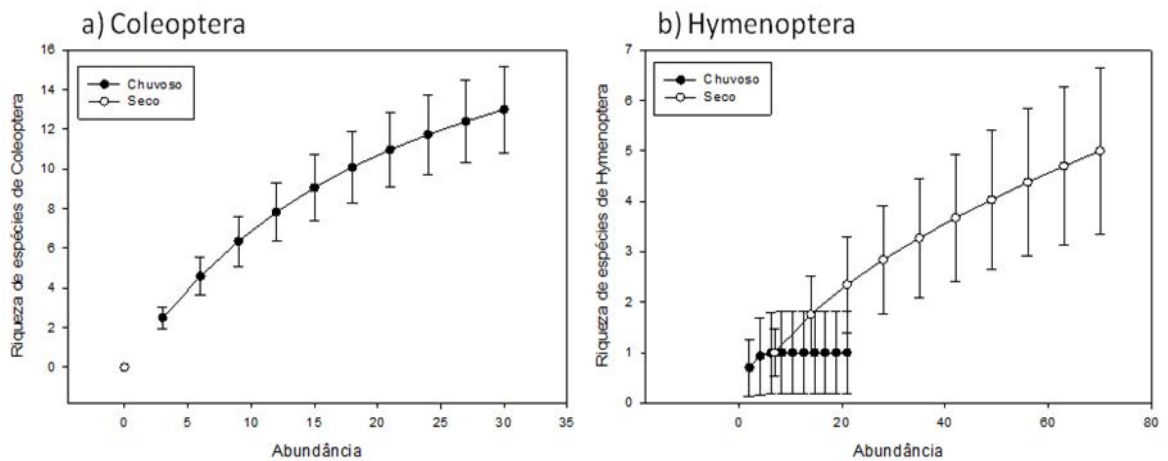 a) Coleoptera
16
14
12
10
8
6
4
2
0
Riqueza de espécies de Coleoptera
Chuvoso
Seco
0 5 10 15 20 25 30 35
Abundância
b) Hymenoptera
7
6
5
4
3
2
1
0
Riqueza de espécies de Hymenoptera
Chuvoso
Seco
0 20 40 60 80
Abundância